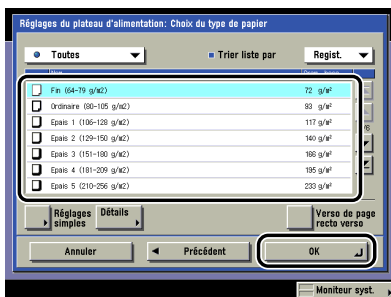 Réglages du plateau d'alimentation: Choix du type de papier
Toutes
Trier liste par
Regist.
Nom
Fin (64-79 g/m2) 72 g/m²
Ordinaire (80-105 g/m2) 93 g/m²
Epais 1 (106-128 g/m2) 117 g/m²
Epais 2 (129-150 g/m2) 140 g/m²
Epais 3 (151-180 g/m2) 166 g/m²
Epais 4 (181-209 g/m2) 195 g/m²
Epais 5 (210-256 g/m2) 233 g/m²
Réglages simples
Détails
Verso de page recto verso
Annuler
Précédent
OK
Moniteur syst.